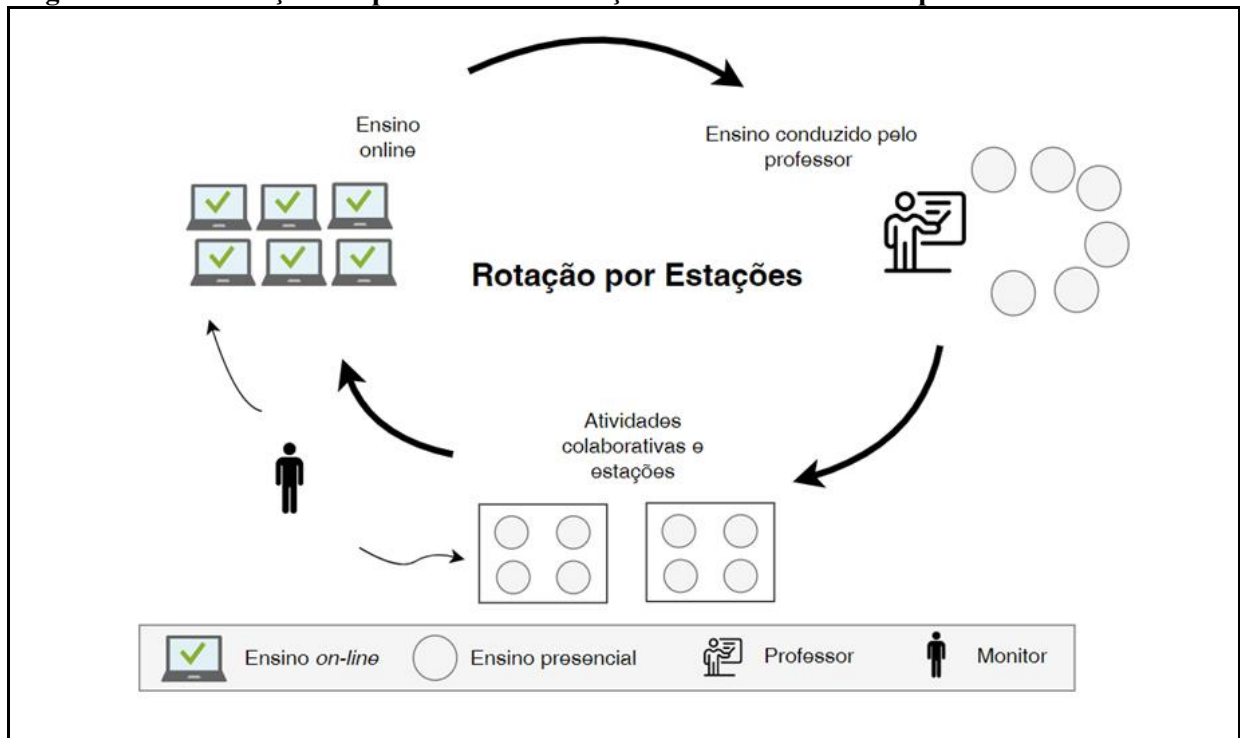 Ensino
online
Ensino conduzido pelo
professor
Rotação por Estações
Atividades
colaborativas e
estações
Ensino on-line
Ensino presencial
Professor
Monitor